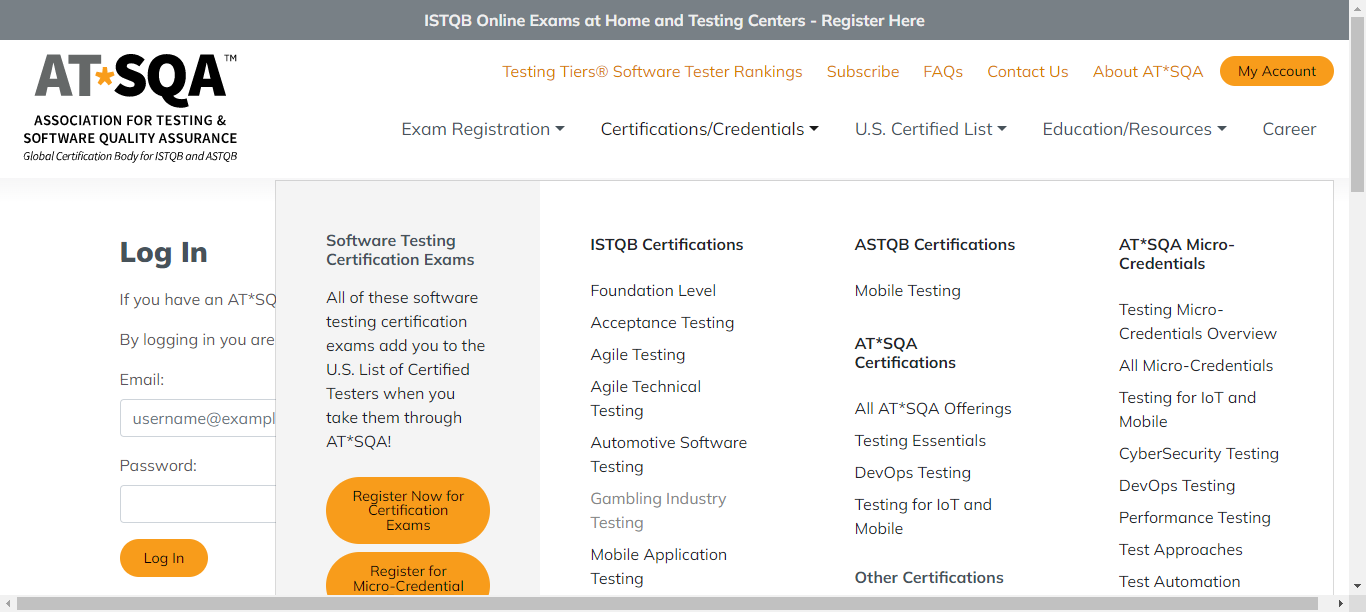 ISTQB Online Exams at Home and Testing Centers - Register Here
AT*SQA™
ASSOCIATION FOR TESTING &
SOFTWARE QUALITY ASSURANCE
Global Certification Body for ISTQB and ASTQB
Testing Tiers® Software Tester Rankings
Subscribe
FAQs
Contact Us
About AT*SQA
My Account
Exam Registration
Certifications/Credentials
U.S. Certified List
Education/Resources
Career
Log In
If you have an AT*SQ
By logging in you are
Email:
username@exampl
Password:
Log In
Software Testing
Certification Exams
All of these software
testing certification
exams add you to the
U.S. List of Certified
Testers when you
take them through
AT*SQA!
Register Now for
Certification
Exams
Register for
Micro-Credential
ISTQB Certifications
Foundation Level
Acceptance Testing
Agile Testing
Agile Technical
Testing
Automotive Software
Testing
Gambling Industry
Testing
Mobile Application
Testing
ASTQB Certifications
Mobile Testing
AT*SQA
Certifications
All AT*SQA Offerings
Testing Essentials
DevOps Testing
Testing for IoT and
Mobile
Other Certifications
AT*SQA Micro-
Credentials
Testing Micro-
Credentials Overview
All Micro-Credentials
Testing for IoT and
Mobile
CyberSecurity Testing
DevOps Testing
Performance Testing
Test Approaches
Test Automation